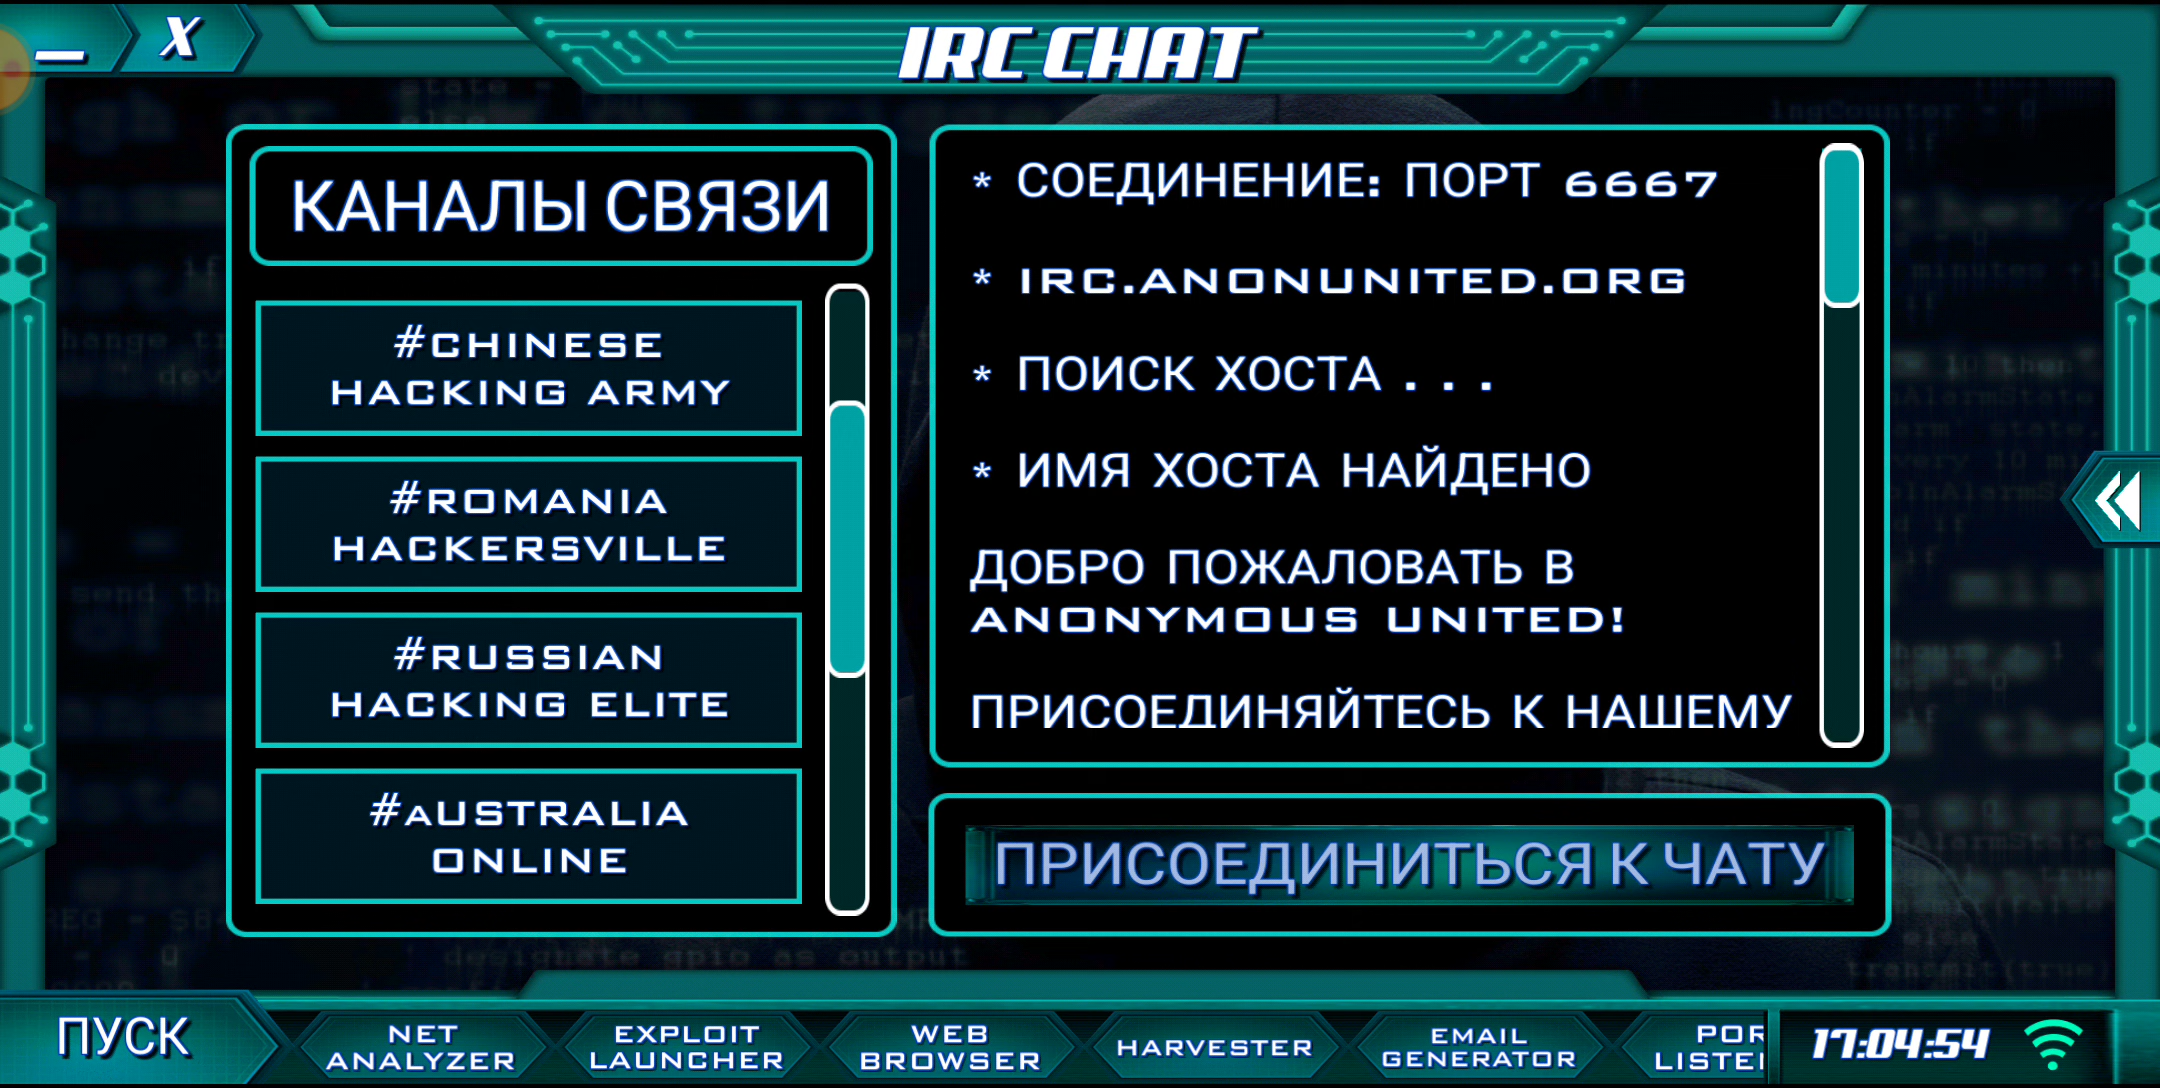 X
IRC CHAT
КАНАЛЫ СВЯЗИ
#CHINESE
HACKING ARMY
#ROMANIA
HACKERSVILLE
#RUSSIAN
HACKING ELITE
#AUSTRALIA
ONLINE
* СОЕДИНЕНИЕ: ПОРТ 6667
* IRC.ANONUNITED.ORG
* ПОИСК ХОСТА . . .
* ИМЯ ХОСТА НАЙДЕНО
ДОБРО ПОЖАЛОВАТЬ В
ANONYMOUS UNITED!
ПРИСОЕДИНЯЙТЕСЬ К НАШЕМУ
ПРИСОЕДИНИТЬСЯ К ЧАТУ
ПУСК
NET
ANALYZER
EXPLOIT
LAUNCHER
WEB
BROWSER
HARVESTER
EMAIL
GENERATOR
17:04:54